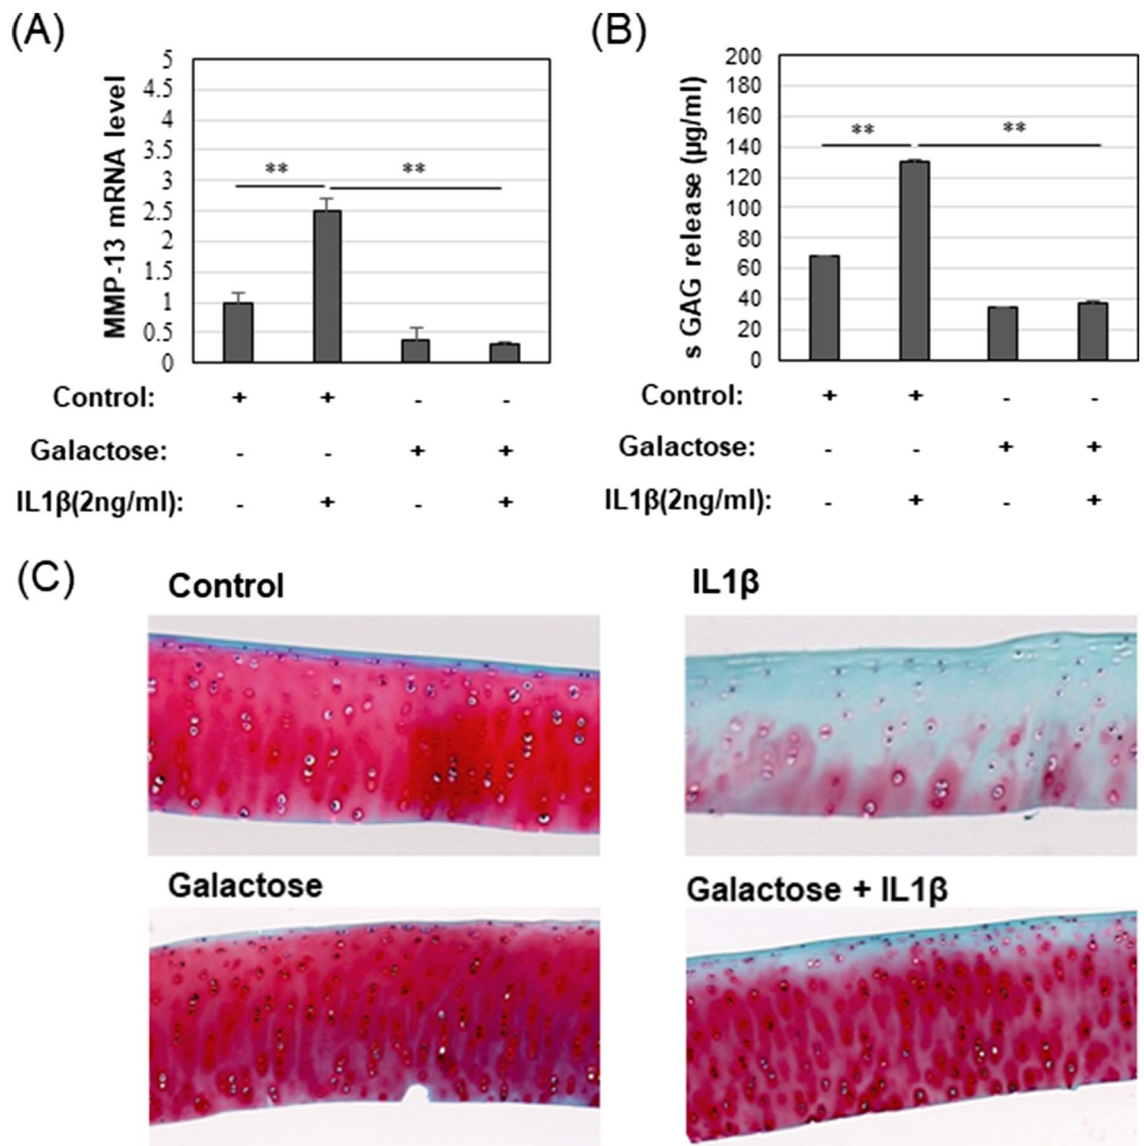 (A)
MMP-13 mRNA level
5
4.5
4
3.5
3
2.5
2
1.5
1
0.5
0
** **
Control: + + - -
Galactose: - - + +
IL1β(2ng/ml): - + - +
(B)
s GAG release (µg/ml)
200
180
160
140
120
100
80
60
40
20
0
** **
Control: + + - -
Galactose: - - + +
IL1β(2ng/ml): - + - +
(C)
Control
IL1β
Galactose
Galactose + IL1β